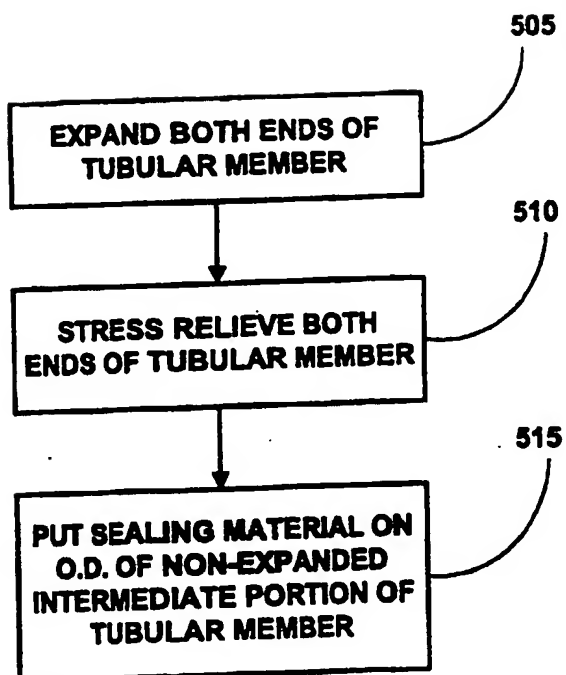 505
EXPAND BOTH ENDS OF
TUBULAR MEMBER
510
STRESS RELIEVE BOTH
ENDS OF TUBULAR MEMBER
515
PUT SEALING MATERIAL ON
O.D. OF NON-EXPANDED
INTERMEDIATE PORTION OF
TUBULAR MEMBER